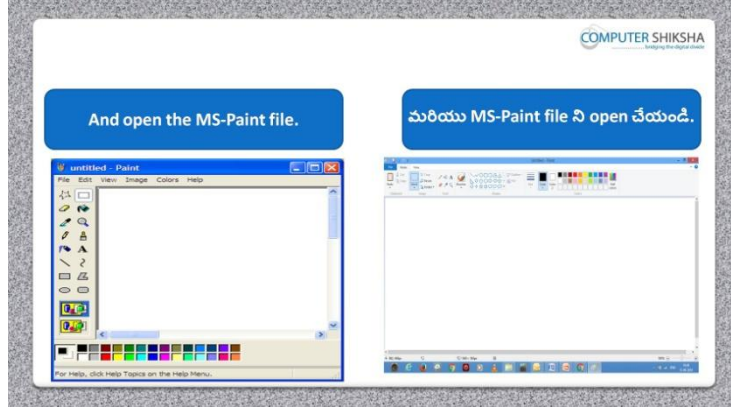 COMPUTER SHIKSHA
bridging the digital divide
And open the MS-Paint file.
మరియు MS-Paint file ని open చేయండి.
untitled - Paint
File Edit View Image Colors Help
For Help, click Help Topics on the Help Menu.